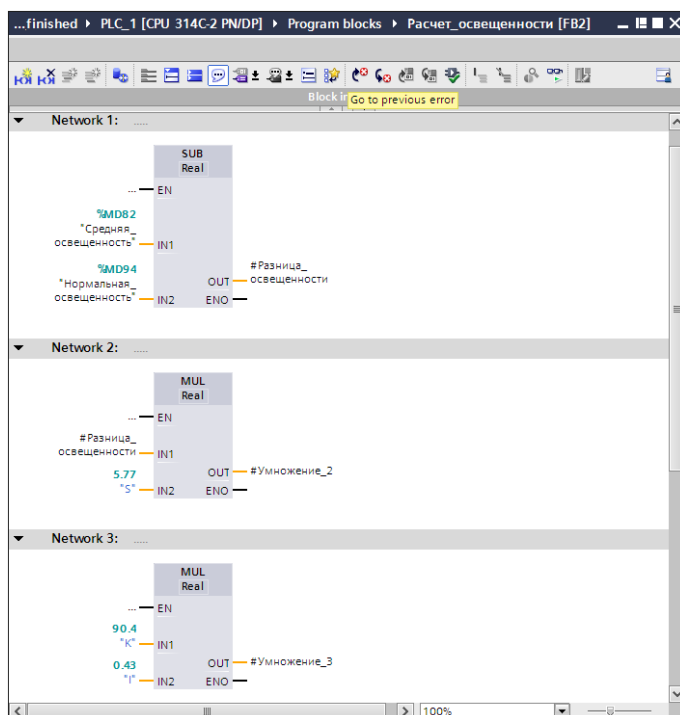 ...finished ▸ PLC_1 [CPU 314C-2 PN/DP] ▸ Program blocks ▸ Расчет_освещенности [FB2]
Block in
Go to previous error
Network 1: .....
SUB
Real
... EN
%MD82
"Средняя_
освещенность" IN1
%MD94
"Нормальная_
освещенность" IN2
#Разница_
OUT освещенности
ENO
Network 2: .....
MUL
Real
... EN
#Разница_
освещенности IN1
5.77
"S" IN2
OUT #Умножение_2
ENO
Network 3: .....
MUL
Real
... EN
90.4
"K" IN1
0.43
"I" IN2
OUT #Умножение_3
ENO
100%